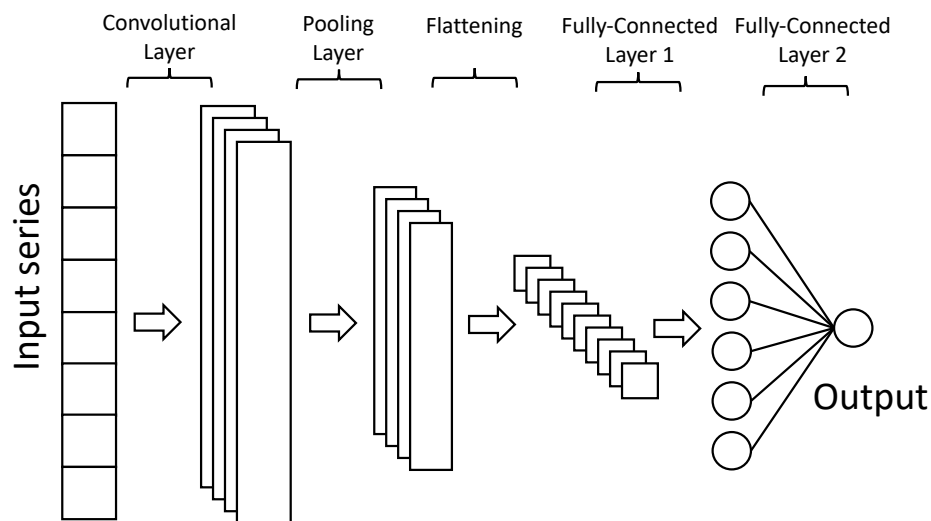 Convolutional
Layer
Pooling
Layer
Flattening
Fully-Connected
Layer 1
Fully-Connected
Layer 2
Input series
Output